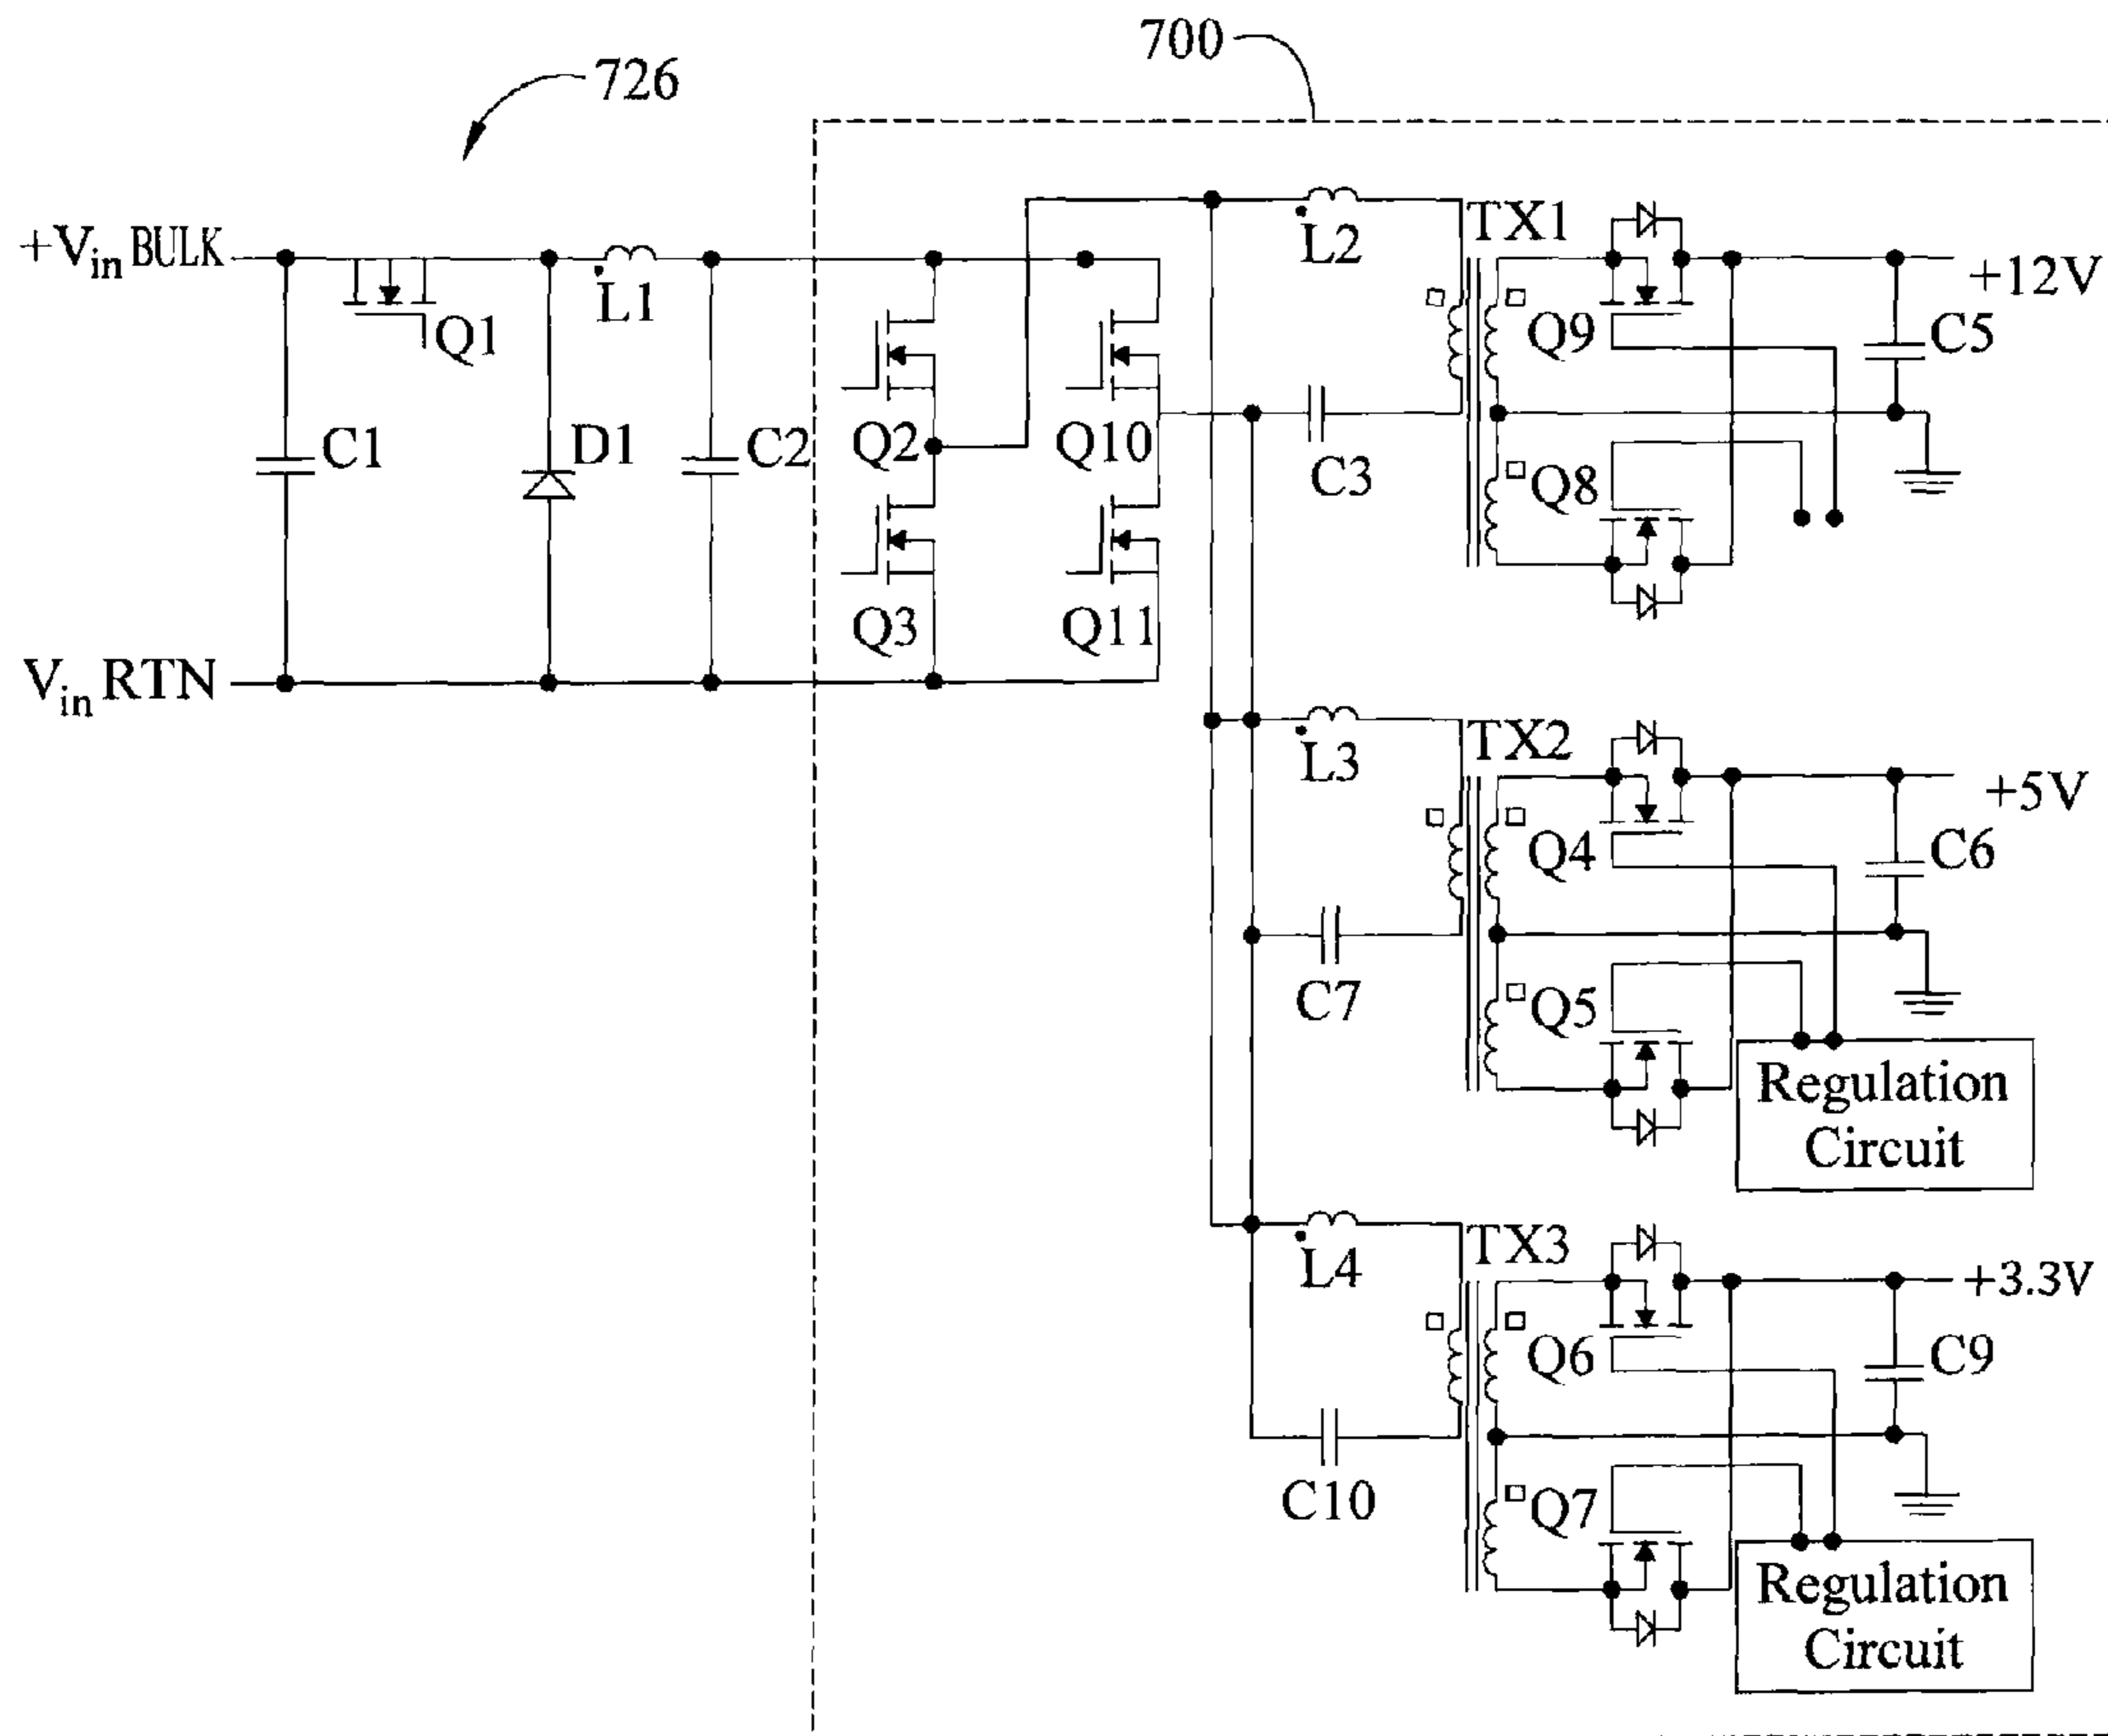 700
726
+Vin BULK
Q1
L1
C1
D1
C2
Vin RTN
Q2
Q10
Q3
Q11
L2
TX1
C3
Q9
Q8
+12V
C5
L3
TX2
C7
Q4
Q5
+5V
C6
Regulation
Circuit
L4
TX3
C10
Q6
Q7
+3.3V
C9
Regulation
Circuit